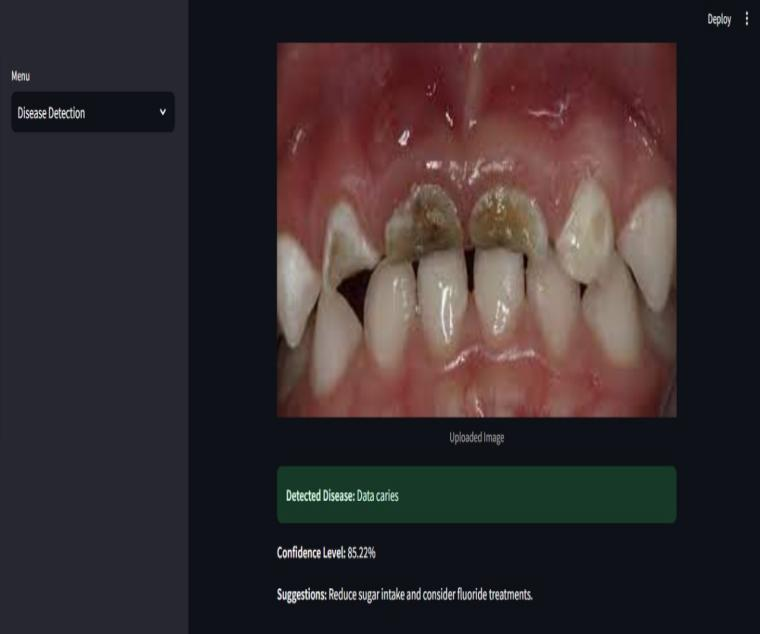 Deploy
Menu
Disease Detection
Uploaded Image
Detected Disease: Data caries
Confidence Level: 85.22%
Suggestions: Reduce sugar intake and consider fluoride treatments.